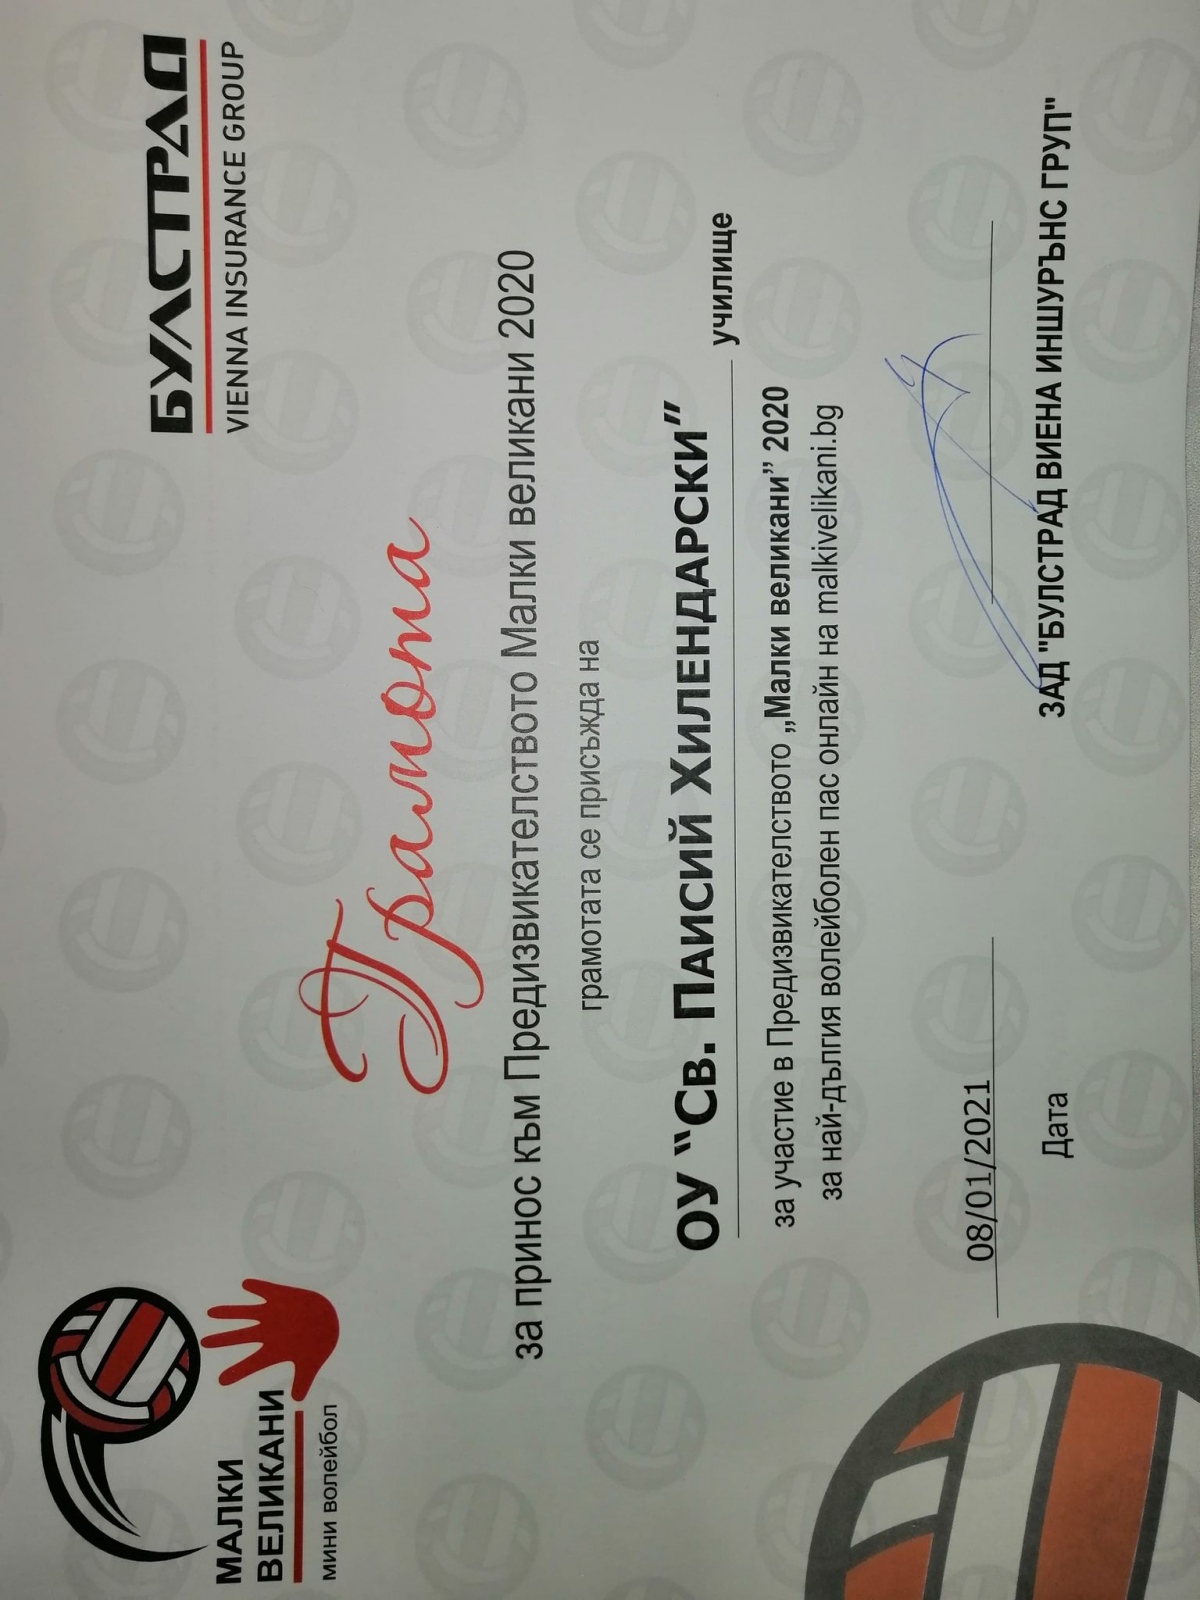 МАЛКИ
ВЕЛИКАНИ
МИНИ ВОЛЕЙБОЛ
БУЛСТРАД
VIENNA INSURANCE GROUP
Грамота
за принос към Предизвикателството Малки великани 2020
грамотата се присъжда на
ОУ “Св. Паисий Хилендарски” училище
за участие в Предизвикателството „Малки великани” 2020
за най-дългия волейболен пас онлайн на malkivelikani.bg
08/01/2021
Дата
ЗАД "БУЛСТРАД ВИЕНА ИНШУРЪНС ГРУП"